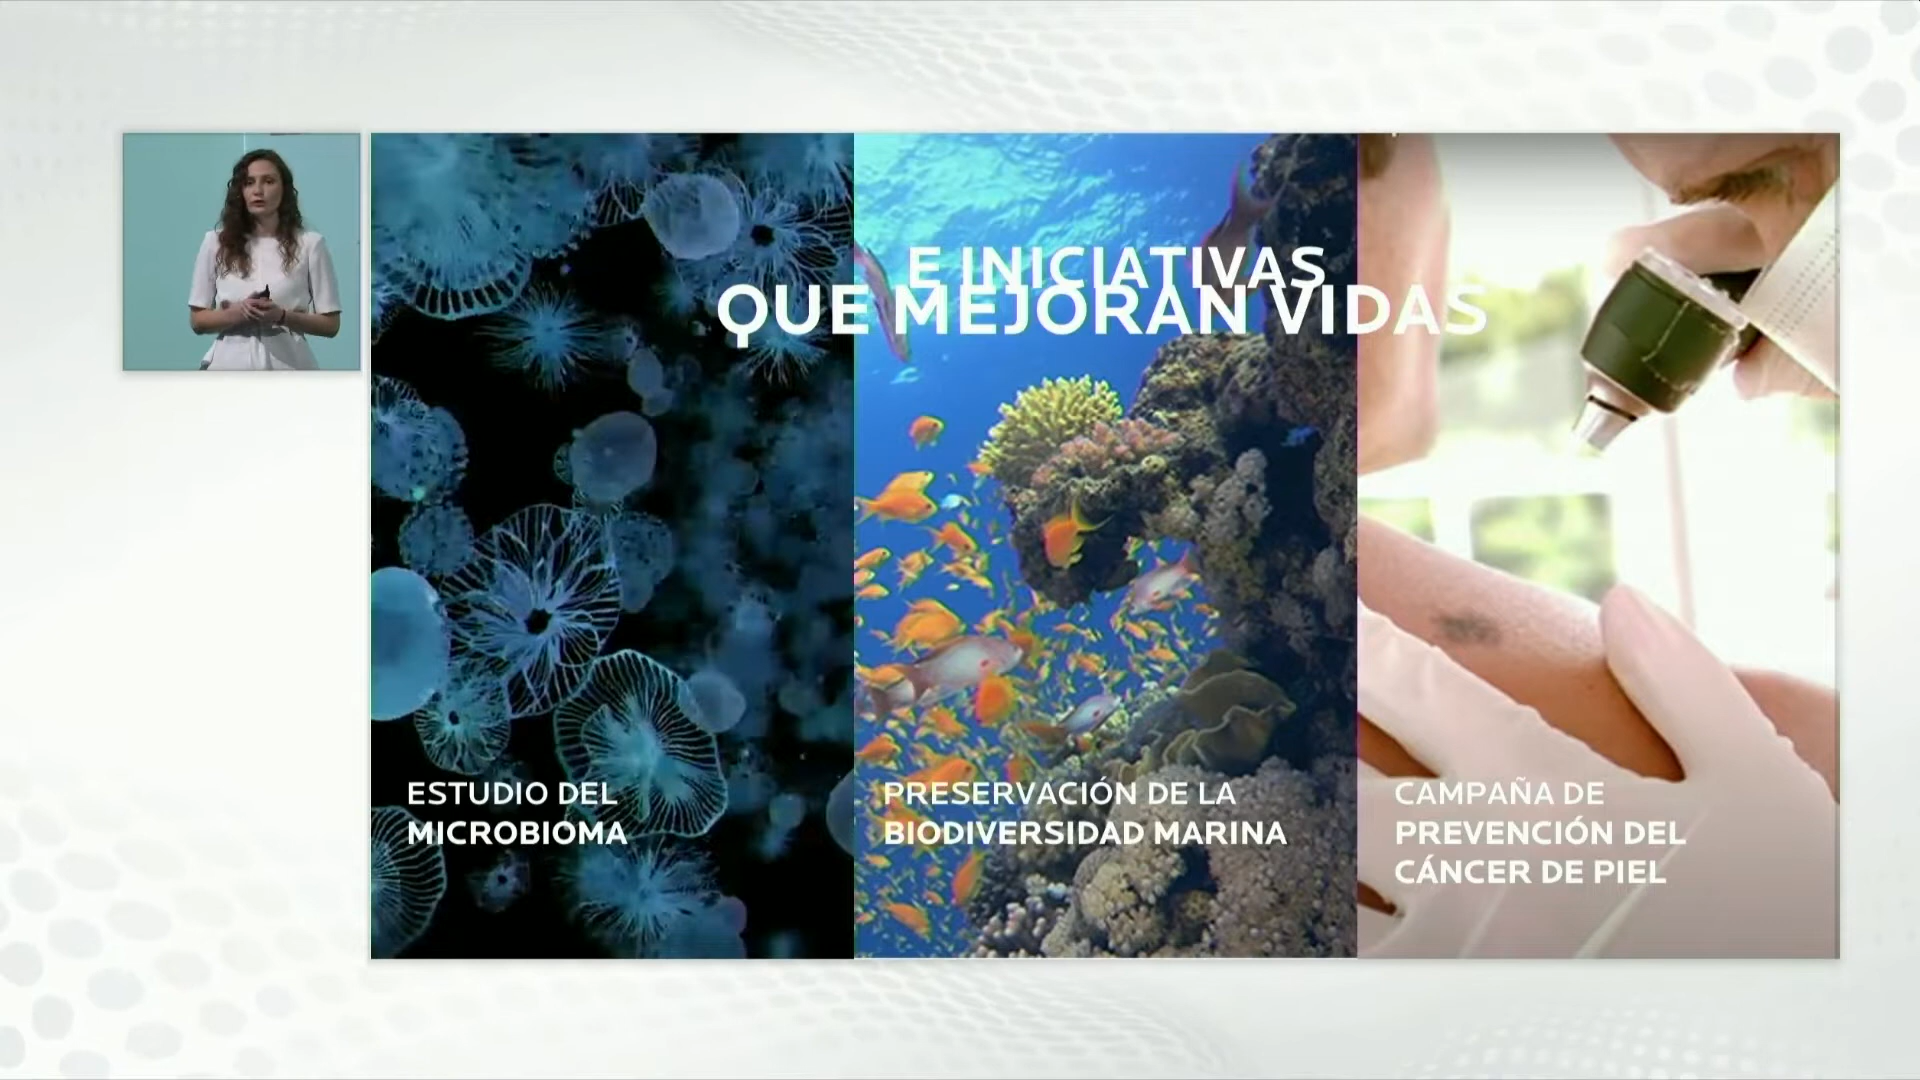 E INICIATIVAS
QUE MEJORAN VIDAS
ESTUDIO DEL
MICROBIOMA
PRESERVACIÓN DE LA
BIODIVERSIDAD MARINA
CAMPAÑA DE
PREVENCIÓN DEL
CÁNCER DE PIEL